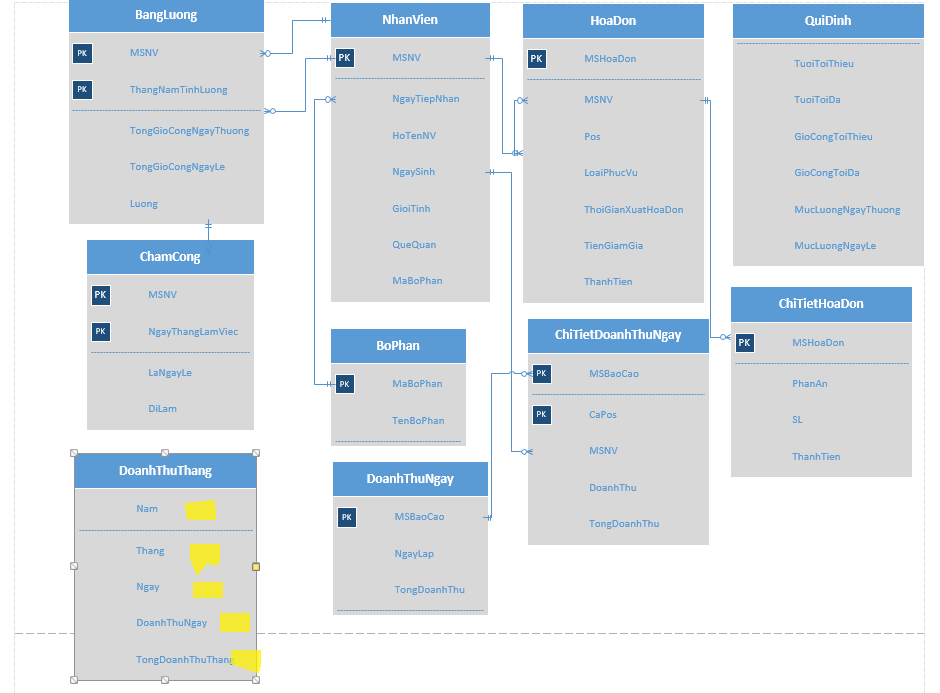 BangLuong
PK MSNV
PK ThangNamTinhLuong
TongGioCongNgayThuong
TongGioCongNgayLe
Luong
NhanVien
PK MSNV
NgayTiepNhan
HoTenNV
NgaySinh
GioiTinh
QueQuan
MaBoPhan
HoaDon
PK MSHoaDon
MSNV
Pos
LoaiPhucVu
ThoiGianXuatHoaDon
TienGiamGia
ThanhTien
QuiDinh
TuoiToiThieu
TuoiToiDa
GioCongToiThieu
GioCongToiDa
MucLuongNgayThuong
MucLuongNgayLe
ChamCong
PK MSNV
PK NgayThangLamViec
LaNgayLe
DiLam
BoPhan
PK MaBoPhan
TenBoPhan
ChiTietDoanhThuNgay
PK MSBaoCao
PK CaPos
MSNV
DoanhThu
TongDoanhThu
ChiTietHoaDon
PK MSHoaDon
PhanAn
SL
ThanhTien
DoanhThuThang
Nam
Thang
Ngay
DoanhThuNgay
TongDoanhThuThang
DoanhThuNgay
PK MSBaoCao
NgayLap
TongDoanhThu